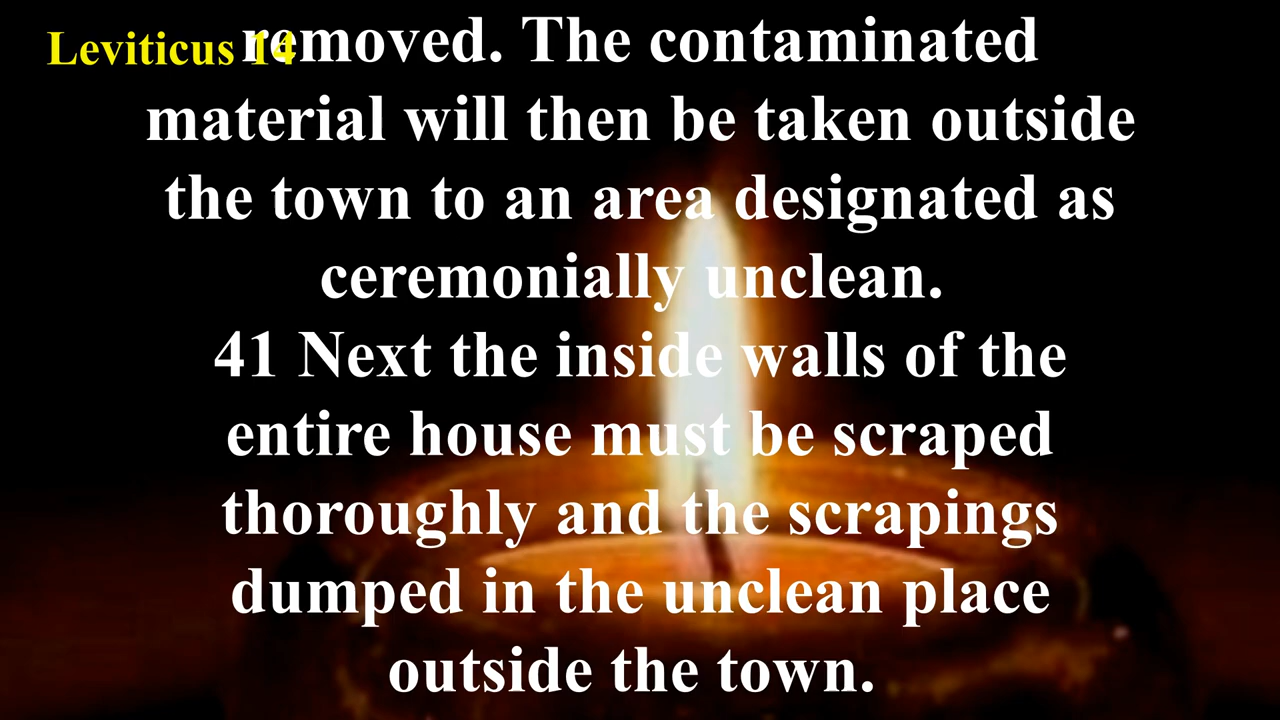 Leviticus 14
removed. The contaminated
material will then be taken outside
the town to an area designated as
ceremonially unclean.
41 Next the inside walls of the
entire house must be scraped
thoroughly and the scrapings
dumped in the unclean place
outside the town.